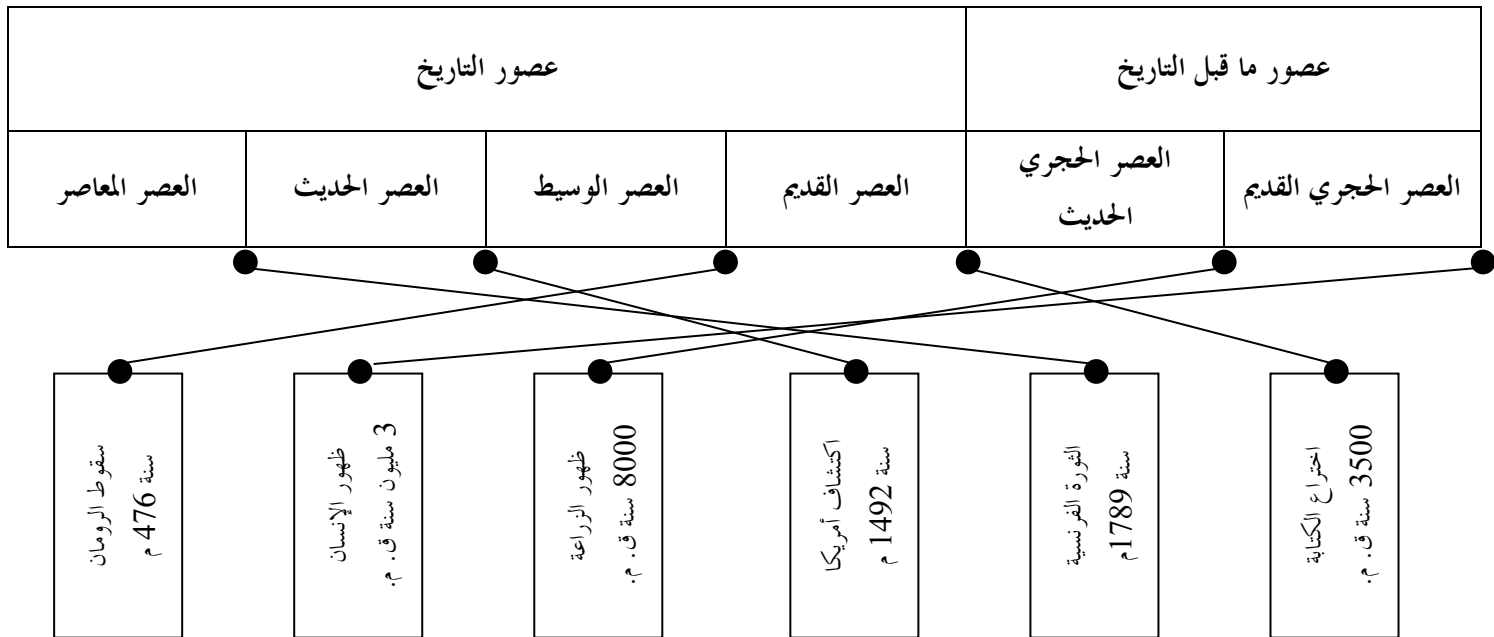 عصور ما قبل التاريخ
عصور التاريخ
العصر الحجري القديم
العصر الحجري
الحديث
العصر القديم
العصر الوسيط
العصر الحديث
العصر المعاصر
اختراع الكتابة
3500 سنة ق. م.
الثورة الفرنسية
سنة 1789م
اكتشاف أمريكا
سنة 1492 م
ظهور الزراعة
8000 سنة ق. م.
ظهور الإنسان
3 مليون سنة ق. م.
سقوط الرومان
سنة 476 م